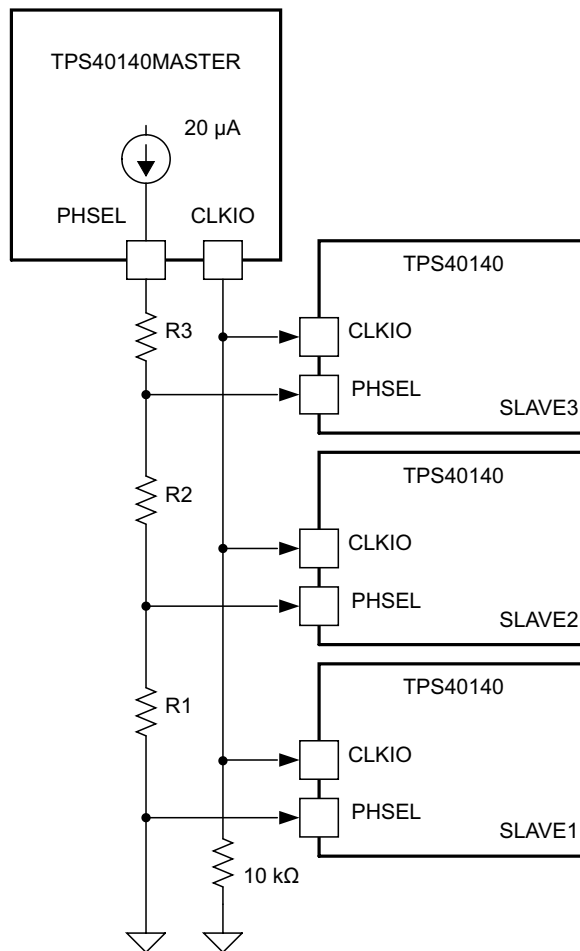 TPS40140MASTER
20 µA
PHSEL
CLKIO
TPS40140
R3
CLKIO
PHSEL
SLAVE3
TPS40140
R2
CLKIO
PHSEL
SLAVE2
TPS40140
R1
CLKIO
PHSEL
SLAVE1
10 kΩ